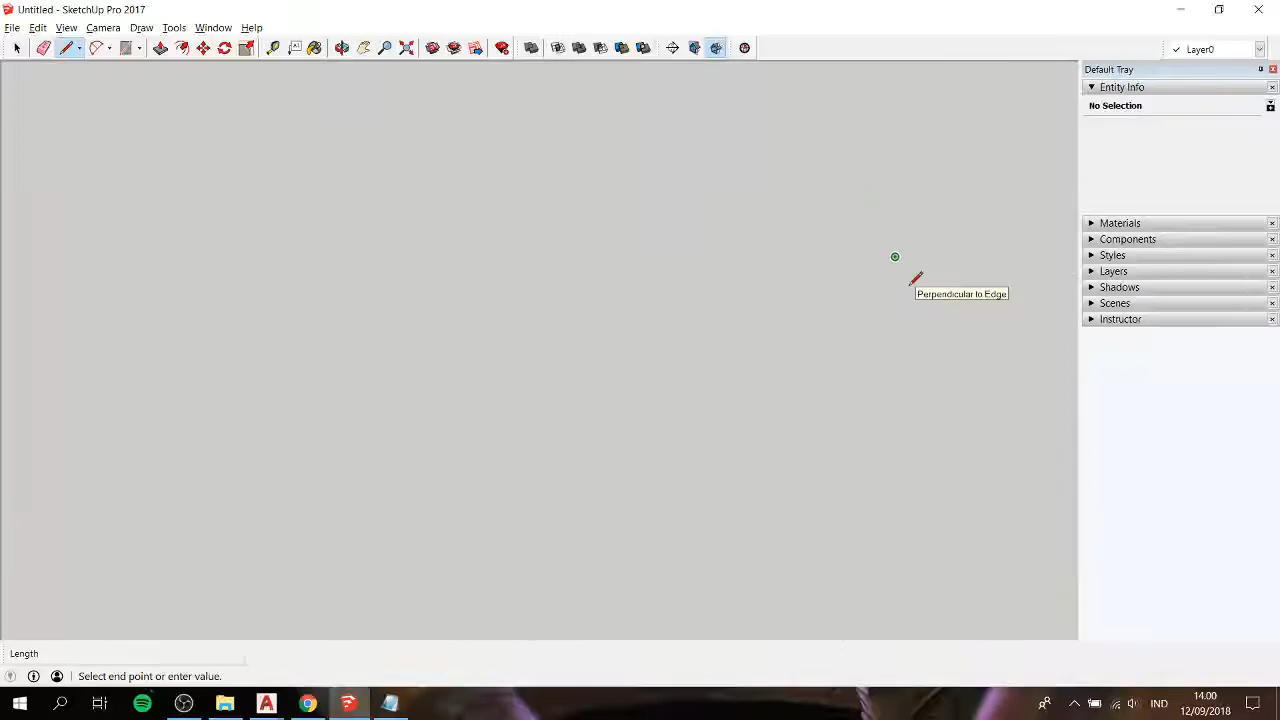 Untitled - SketchUp Pro 2017
File Edit View Camera Draw Tools Window Help
Layer0
Default Tray
Entity Info
No Selection
Materials
Components
Styles
Layers
Shadows
Scenes
Instructor
Perpendicular to Edge
Length
Select end point or enter value.
IND
14.00
12/09/2018